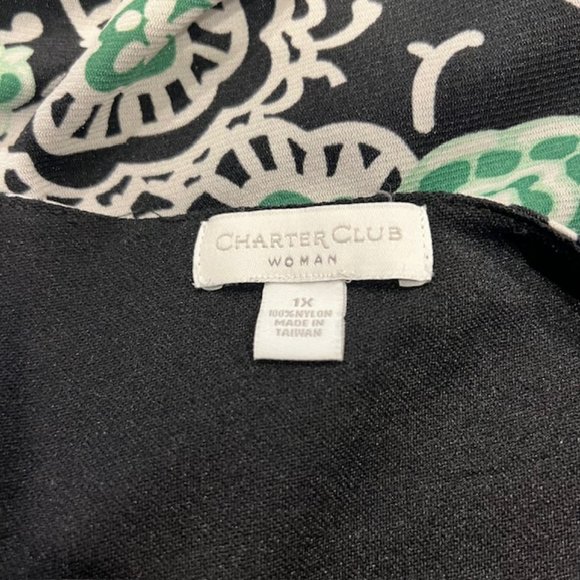 CHARTER CLUB
WOMAN
1X
100% NYLON
MADE IN
TAIWAN